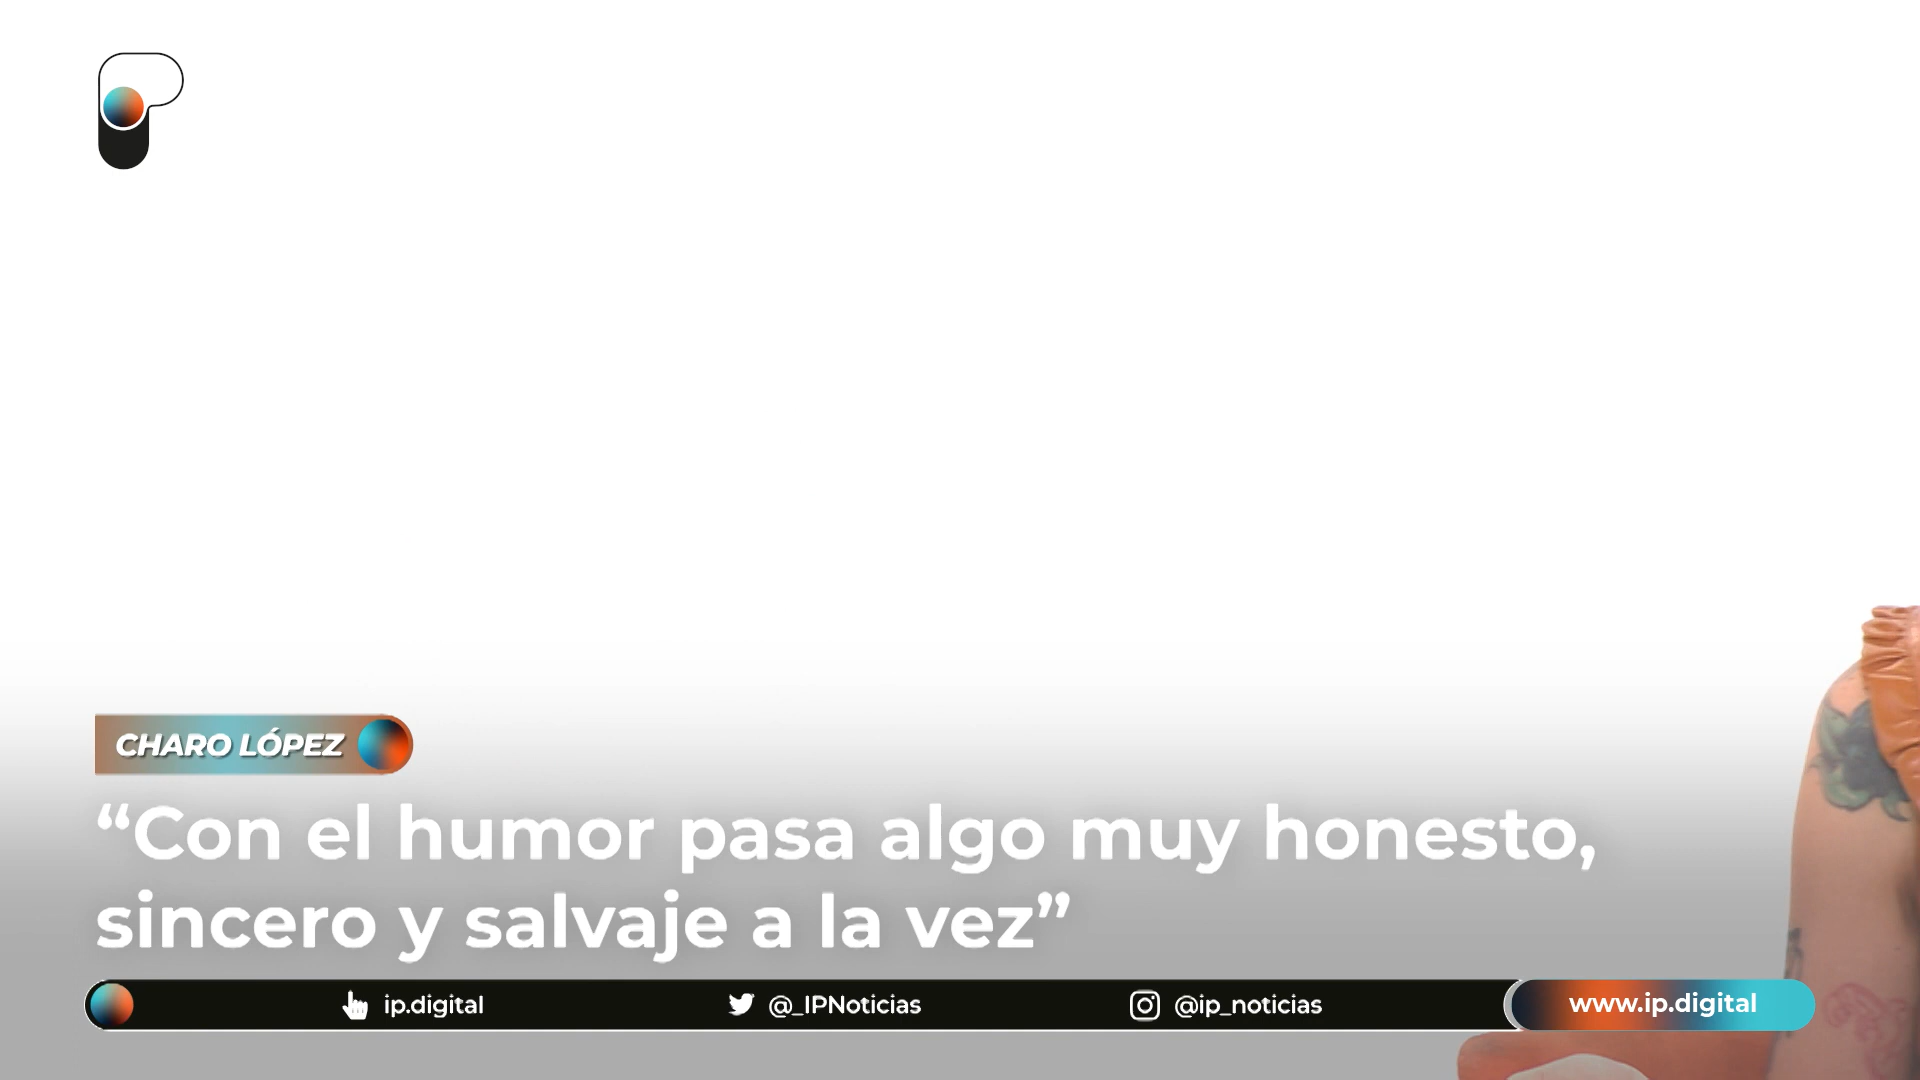 CHARO LÓPEZ
“Con el humor pasa algo muy honesto,
sincero y salvaje a la vez”
ip.digital @_IPNoticias @ip_noticias www.ip.digital